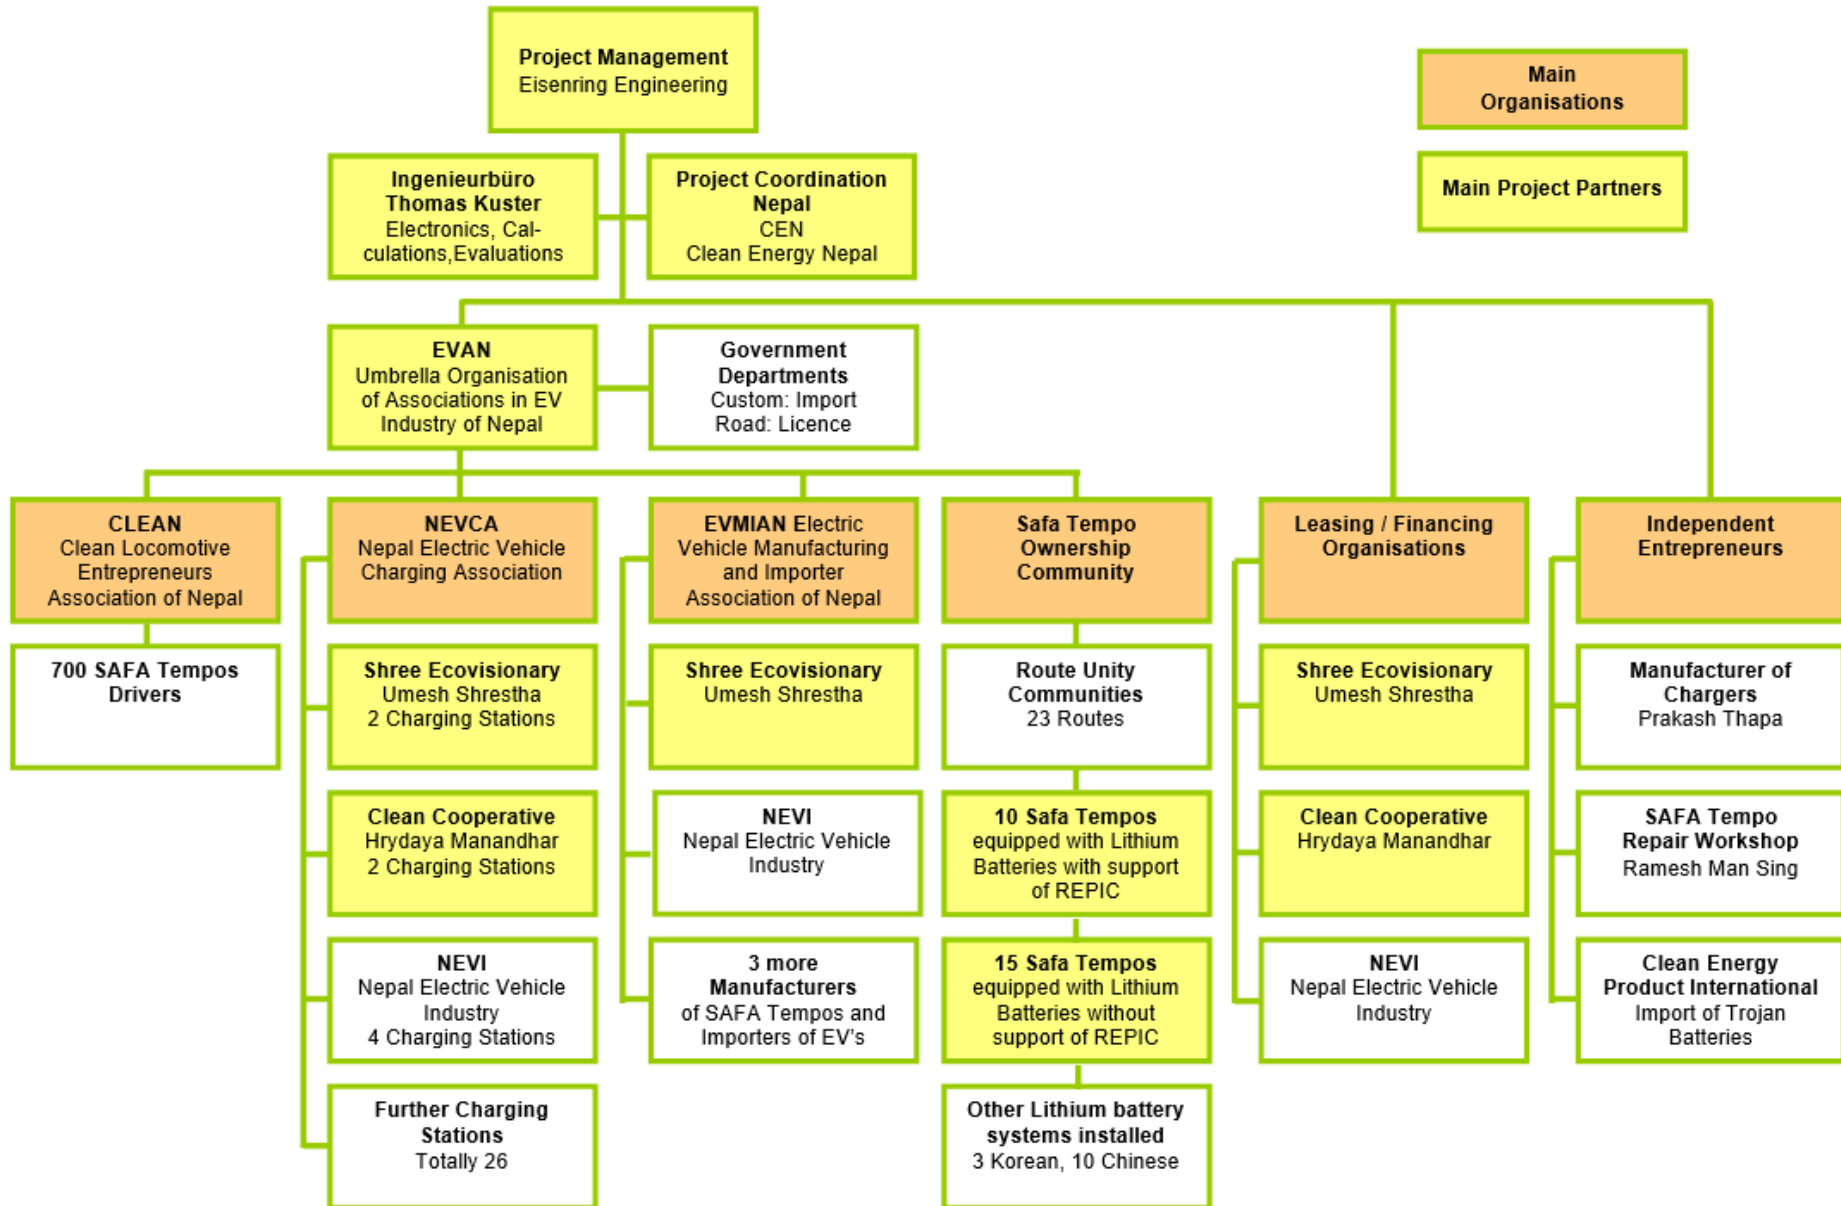 Project Management
Eisenring Engineering
Main
Organisations
Ingenieurbüro
Thomas Kuster
Electronics, Cal-
culations,Evaluations
Project Coordination
Nepal
CEN
Clean Energy Nepal
Main Project Partners
EVAN
Umbrella Organisation
of Associations in EV
Industry of Nepal
Government
Departments
Custom: Import
Road: Licence
CLEAN
Clean Locomotive
Entrepreneurs
Association of Nepal
NEVCA
Nepal Electric Vehicle
Charging Association
EVMIAN Electric
Vehicle Manufacturing
and Importer
Association of Nepal
Safa Tempo
Ownership
Community
Leasing / Financing
Organisations
Independent
Entrepreneurs
700 SAFA Tempos
Drivers
Shree Ecovisionary
Umesh Shrestha
2 Charging Stations
Shree Ecovisionary
Umesh Shrestha
Route Unity
Communities
23 Routes
Shree Ecovisionary
Umesh Shrestha
Manufacturer of
Chargers
Prakash Thapa
Clean Cooperative
Hrydaya Manandhar
2 Charging Stations
NEVI
Nepal Electric Vehicle
Industry
10 Safa Tempos
equipped with Lithium
Batteries with support
of REPIC
Clean Cooperative
Hrydaya Manandhar
SAFA Tempo
Repair Workshop
Ramesh Man Sing
NEVI
Nepal Electric Vehicle
Industry
4 Charging Stations
3 more
Manufacturers
of SAFA Tempos and
Importers of EV's
15 Safa Tempos
equipped with Lithium
Batteries without
support of REPIC
NEVI
Nepal Electric Vehicle
Industry
Clean Energy
Product International
Import of Trojan
Batteries
Further Charging
Stations
Totally 26
Other Lithium battery
systems installed
3 Korean, 10 Chinese